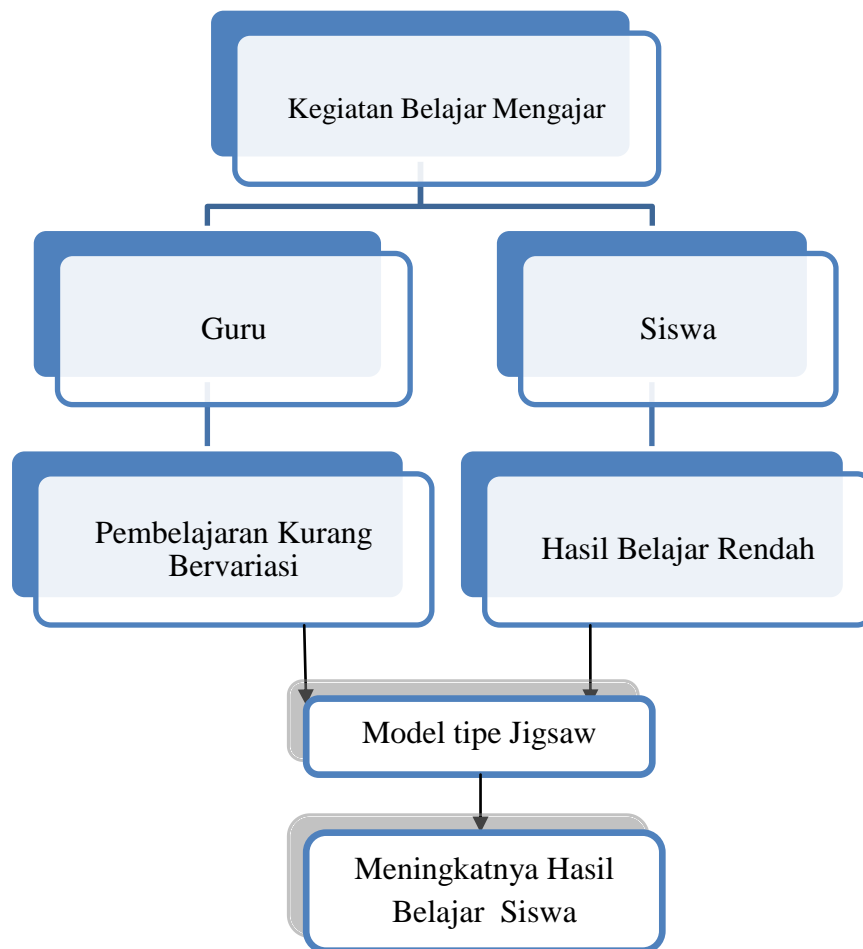 Kegiatan Belajar Mengajar
Guru
Siswa
Pembelajaran Kurang
Bervariasi
Hasil Belajar Rendah
Model tipe Jigsaw
Meningkatnya Hasil
Belajar Siswa